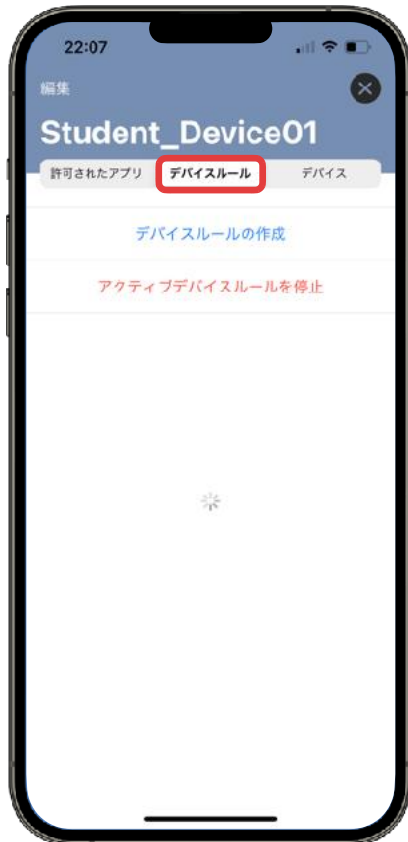 22:07
編集
Student_Device01
許可されたアプリ デバイスルール デバイス
デバイスルールの作成
アクティブデバイスルールを停止